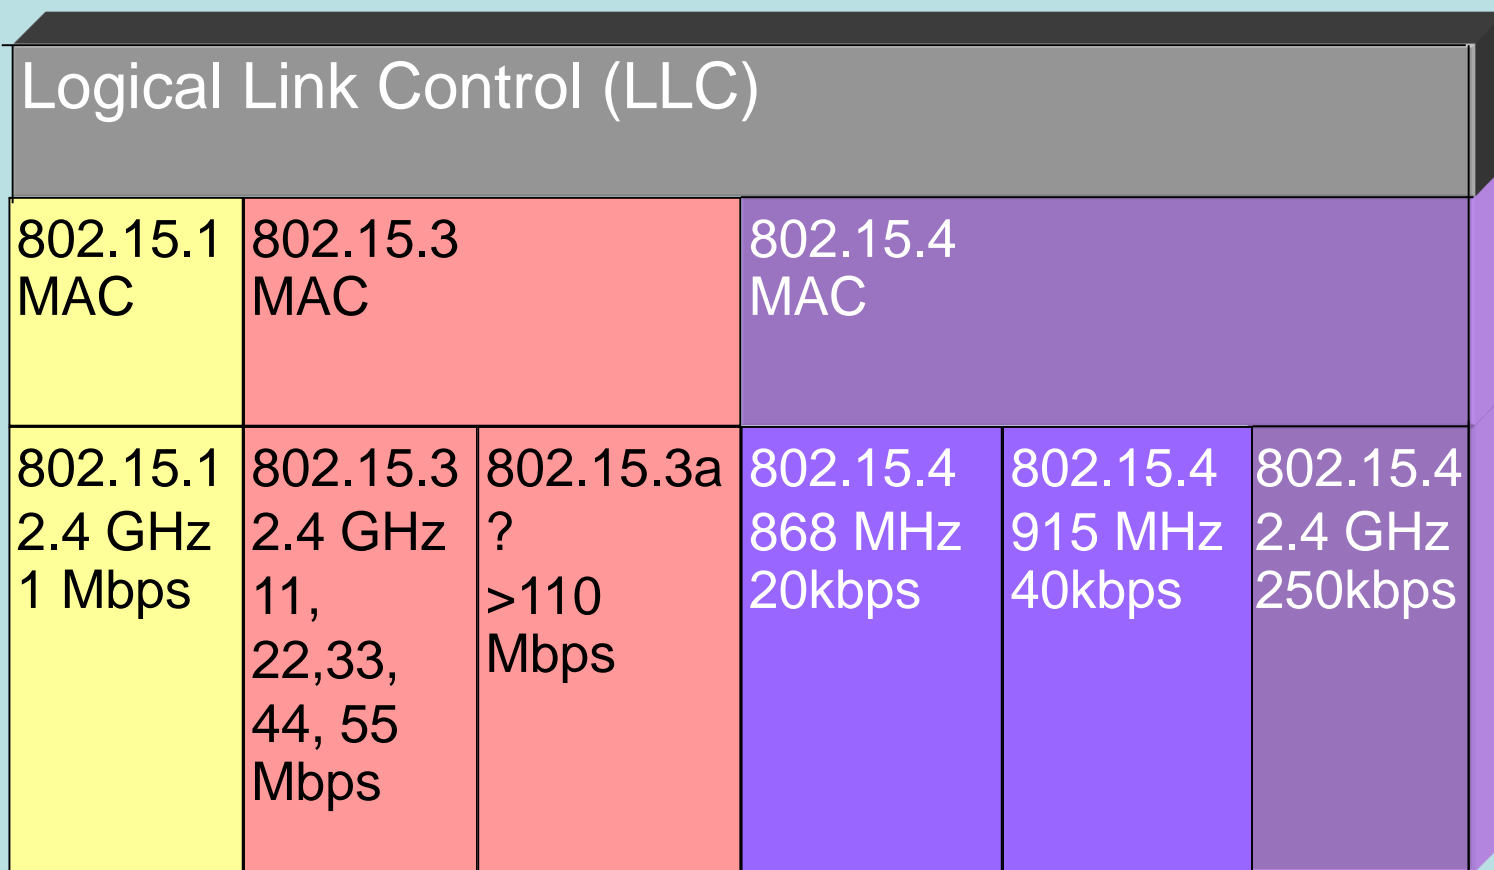 Logical Link Control (LLC)
802.15.1
MAC
802.15.3
MAC
802.15.4
MAC
802.15.1
2.4 GHz
1 Mbps
802.15.3
2.4 GHz
11,
22,33,
44, 55
Mbps
802.15.3a
?
>110
Mbps
802.15.4
868 MHz
20kbps
802.15.4
915 MHz
40kbps
802.15.4
2.4 GHz
250kbps